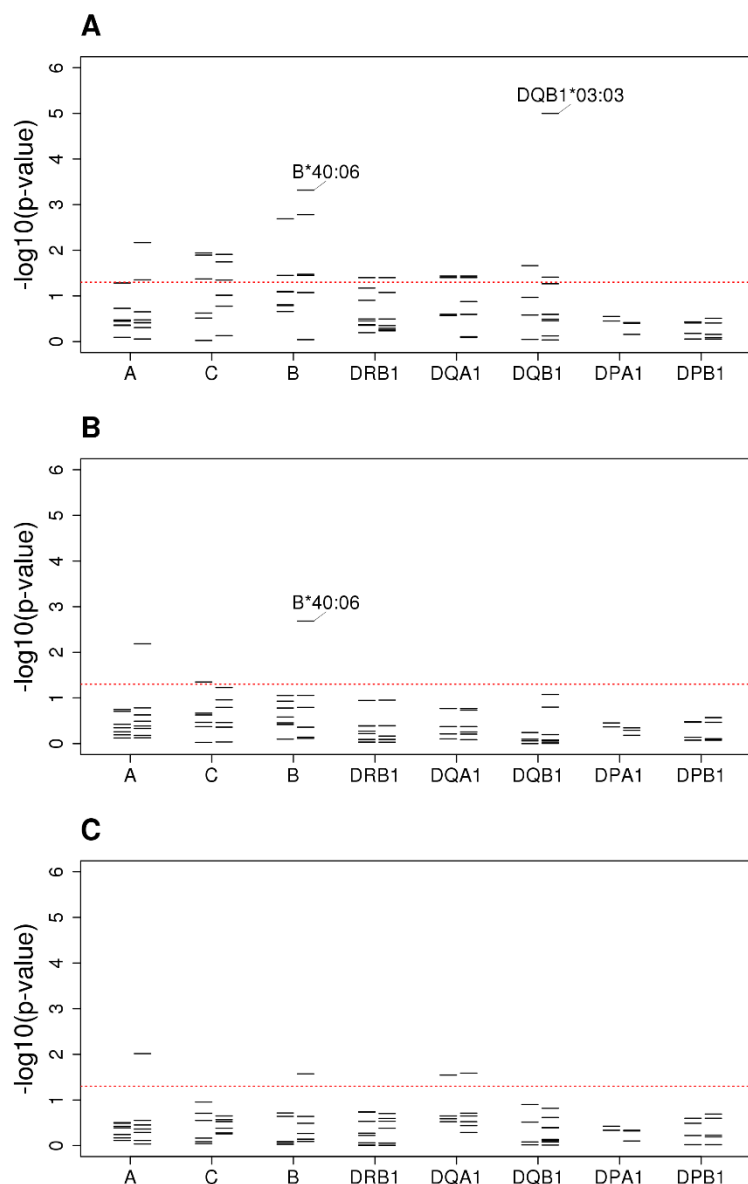 A
-log10(p-value)
6
5
4
3
2
1
0
DQB1*03:03
B*40:06
A C B DRB1 DQA1 DQB1 DPA1 DPB1
B
-log10(p-value)
6
5
4
3
2
1
0
B*40:06
A C B DRB1 DQA1 DQB1 DPA1 DPB1
C
-log10(p-value)
6
5
4
3
2
1
0
A C B DRB1 DQA1 DQB1 DPA1 DPB1